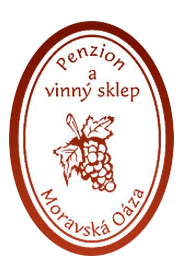 Penzion
a
vinný sklep
Moravská Oáza